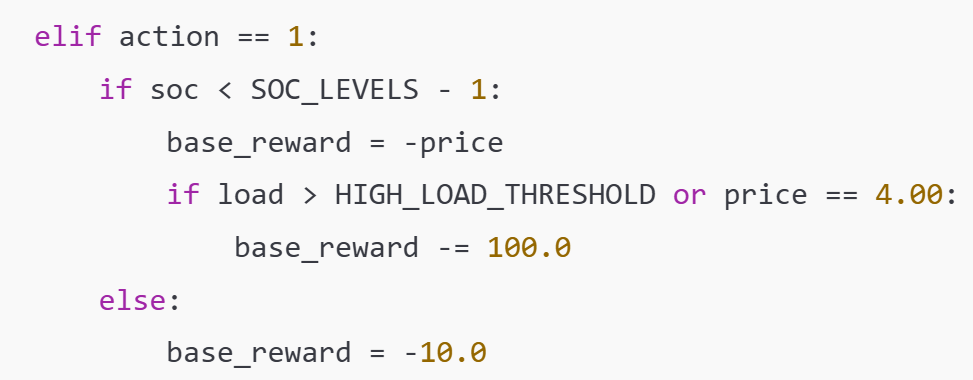 elif action == 1:
    if soc < SOC_LEVELS - 1:
        base_reward = -price
        if load > HIGH_LOAD_THRESHOLD or price == 4.00:
            base_reward -= 100.0
    else:
        base_reward = -10.0